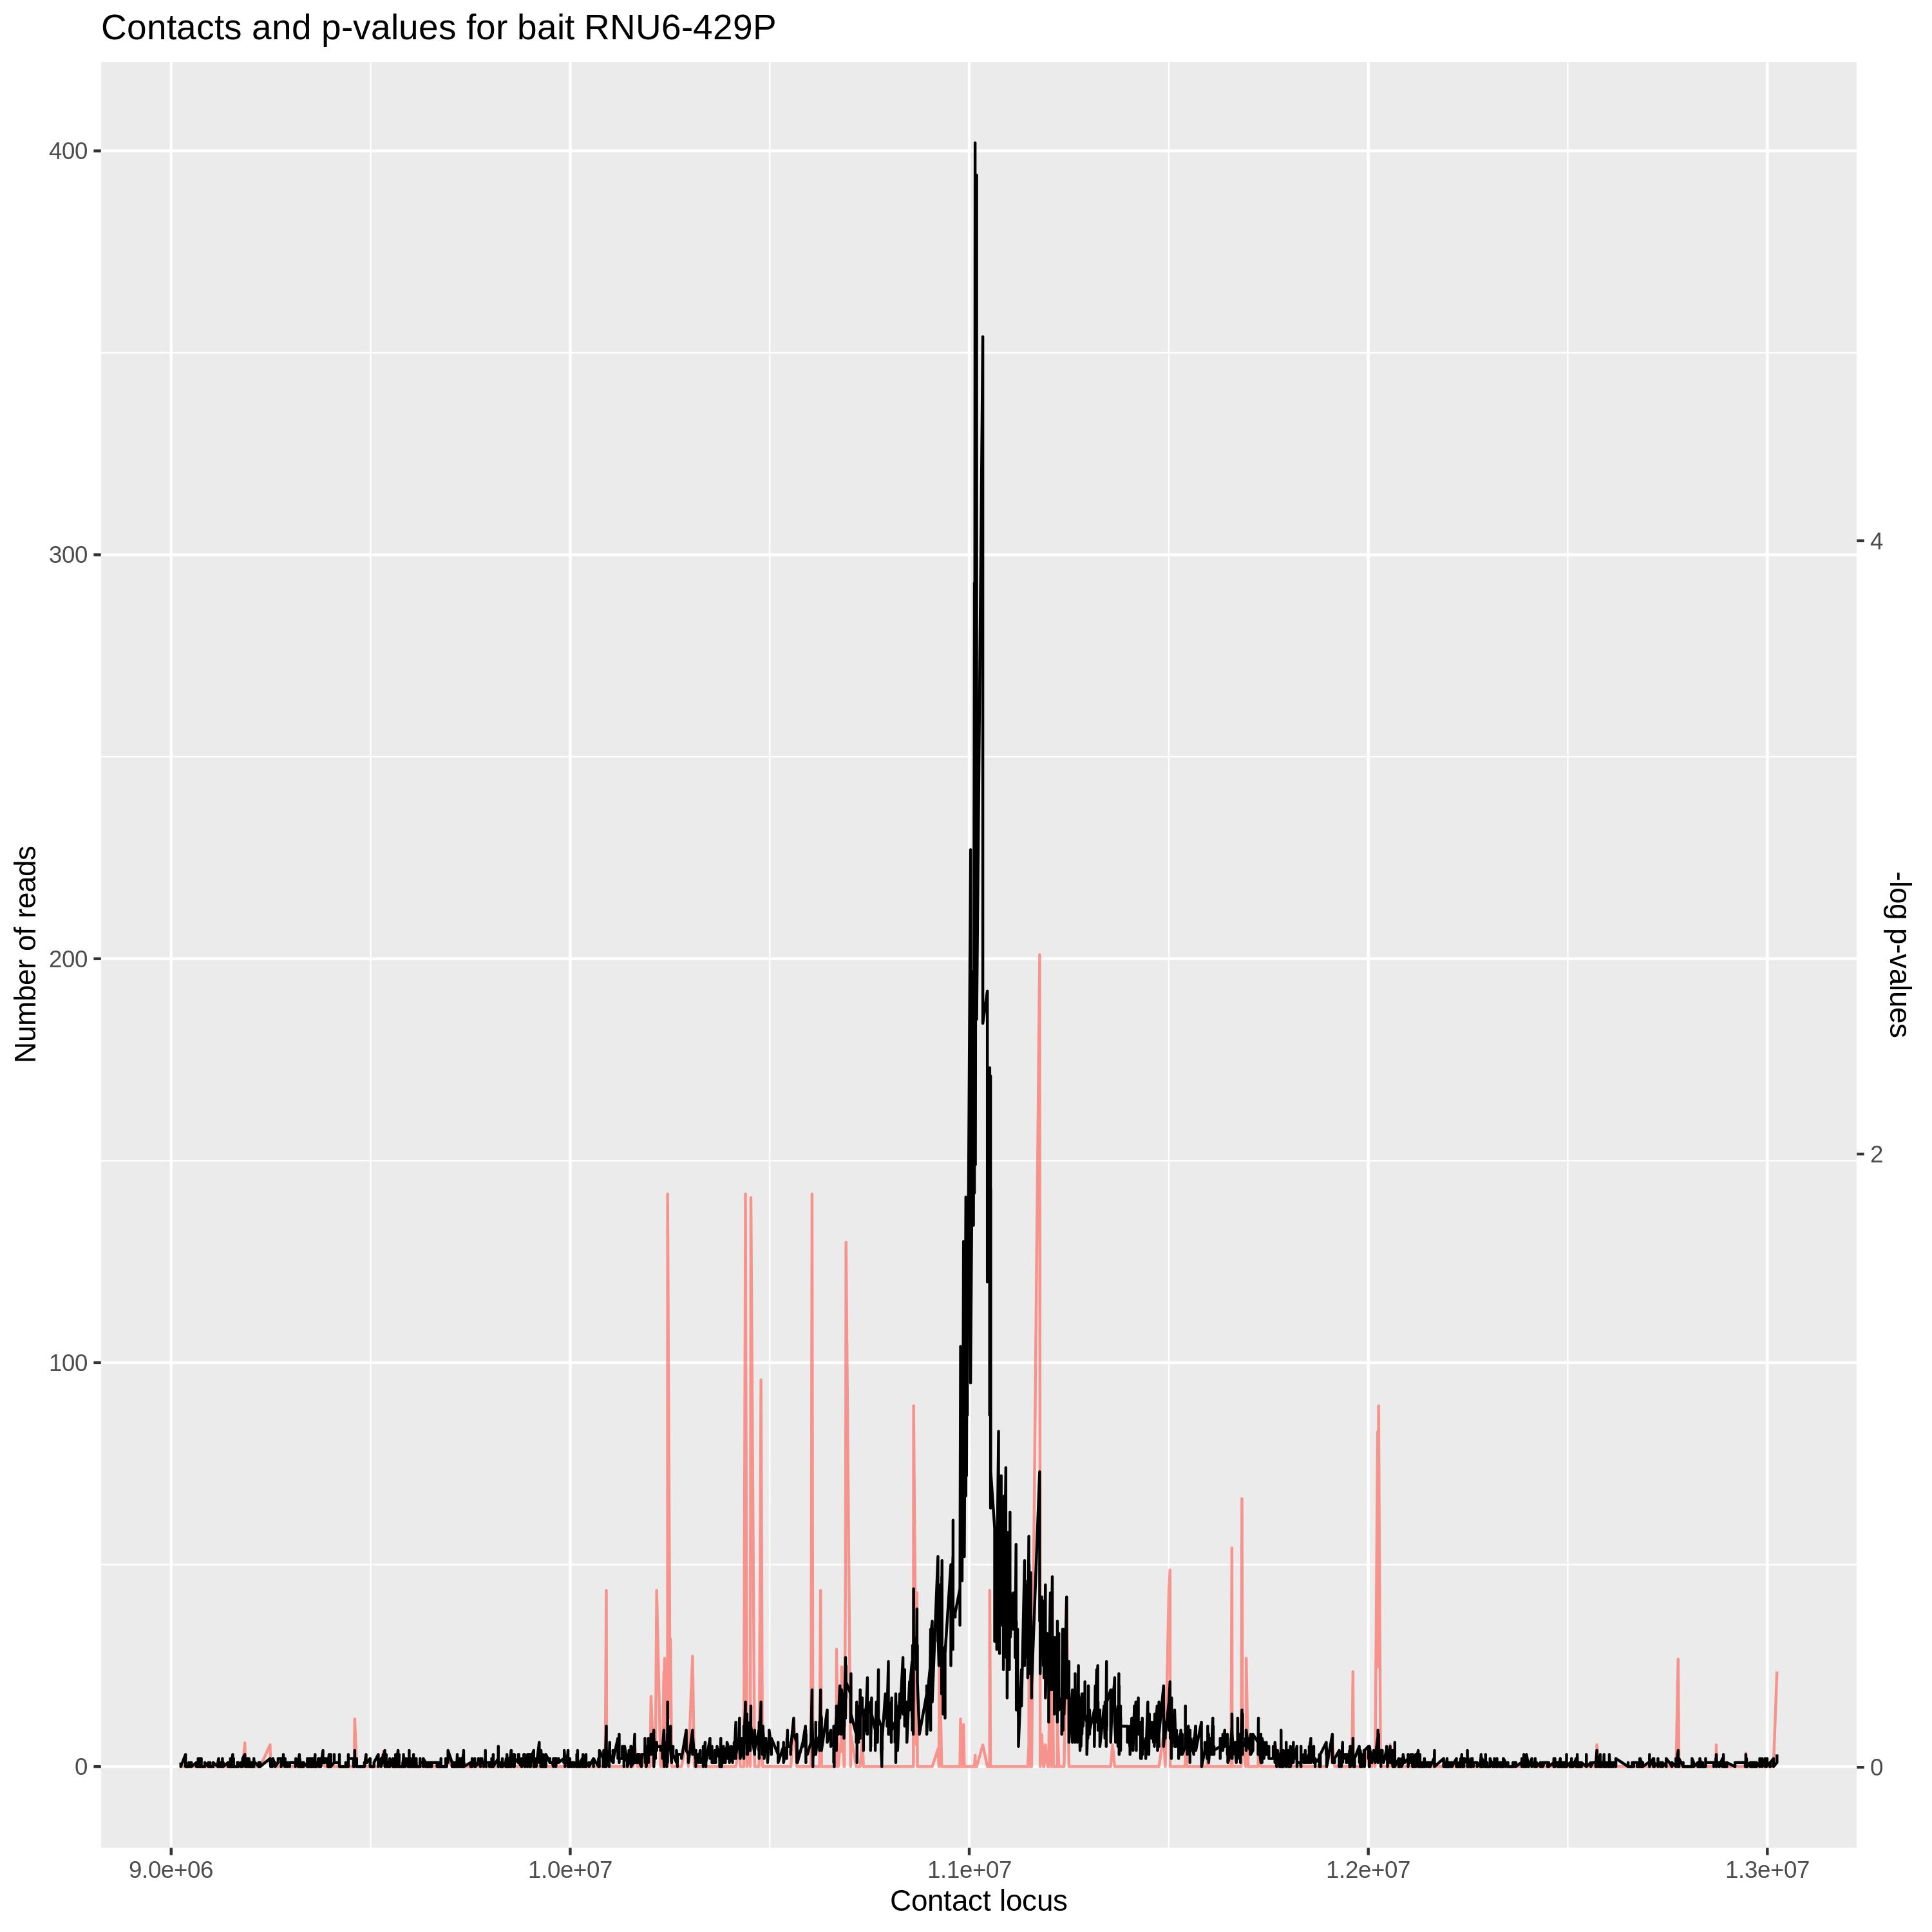 Contacts and p-values for bait RNU6-429P
400
300
200
100
0
Number of reads
4
2
0
-log p-values
9.0e+06
1.0e+07
1.1e+07
1.2e+07
1.3e+07
Contact locus